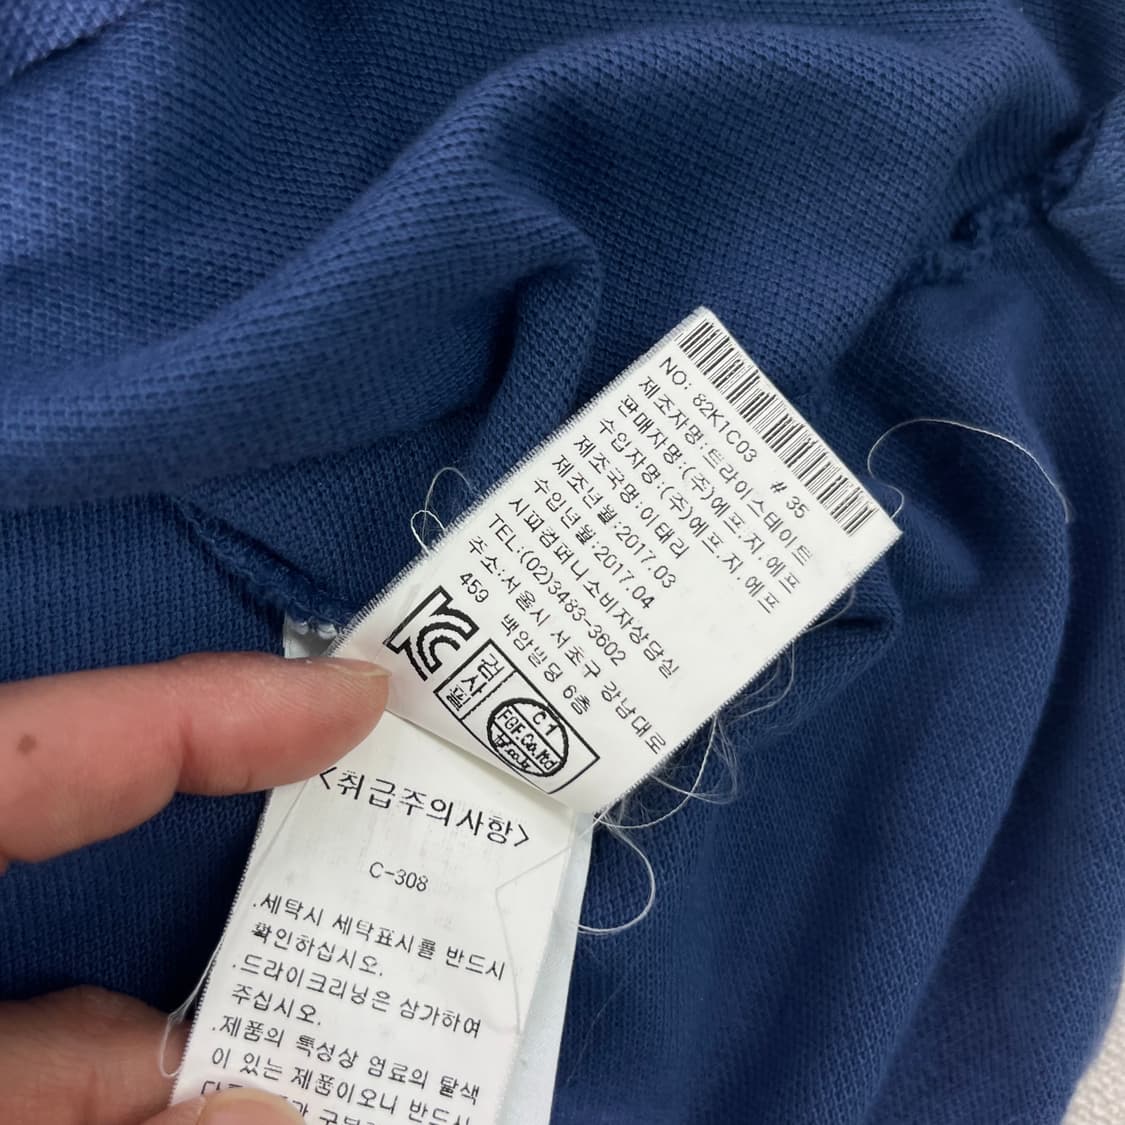 NO: 82K1C03 # 35
제조자명:트라이스테이트
판매자명:(주)에프.지.에프
수입자명:(주)에프.지.에프
제조국명:이태리
제조년월:2017.03
수입년월:2017.04
시피컴퍼니소비자상담실
TEL:(02)3483-3602
주소:서울시 서초구 강남대로
459 백암빌딩 6층
KC
검사필
C1
FGF.Co.ltd
<취급주의사항>
C-308
.세탁시 세탁표시를 반드시
확인하십시오.
.드라이크리닝은 삼가하여
주십시오.
.제품의 특성상 염료의 탈색
이 있는 제품이오니 반드시